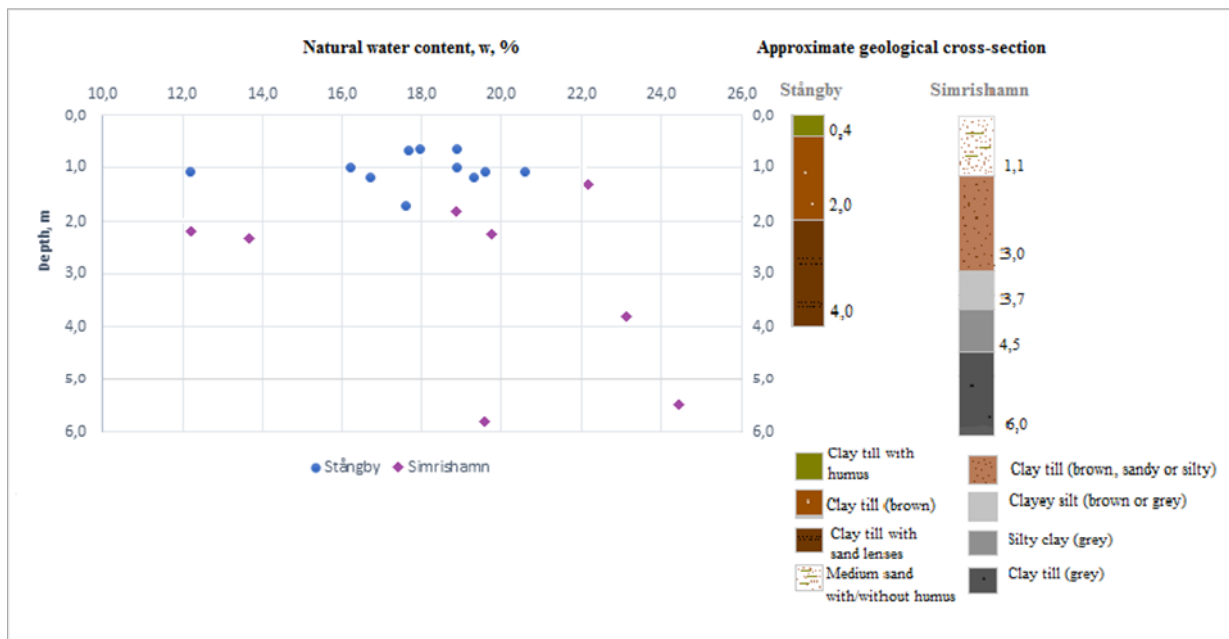 Natural water content, w, %
Approximate geological cross-section
10,0 12,0 14,0 16,0 18,0 20,0 22,0 24,0 26,0
Stångby
Simrishamn
0,0
1,0
2,0
3,0
4,0
5,0
6,0
Depth, m
0,0
1,0
2,0
3,0
4,0
5,0
6,0
0,4
2,0
4,0
1,1
3,0
3,7
4,5
6,0
Stångby Simrishamn
Clay till with
humus
Clay till (brown)
Clay till with
sand lenses
Medium sand
with/without humus
Clay till (brown, sandy or silty)
Clayey silt (brown or grey)
Silty clay (grey)
Clay till (grey)